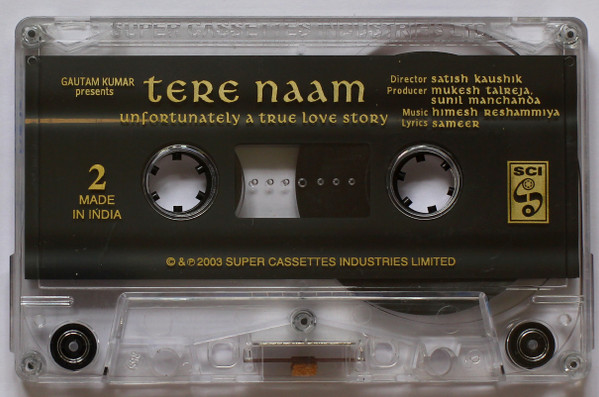 GAUTAM KUMAR
presents
TERE NAAM
unfortunately a true love story
Director satish kaushik
Producer mukesh talreja,
sunil manchanda
Music himesh reshammiya
Lyrics sameer
2
MADE
IN INDIA
SCI
© & ℗ 2003 SUPER CASSETTES INDUSTRIES LIMITED